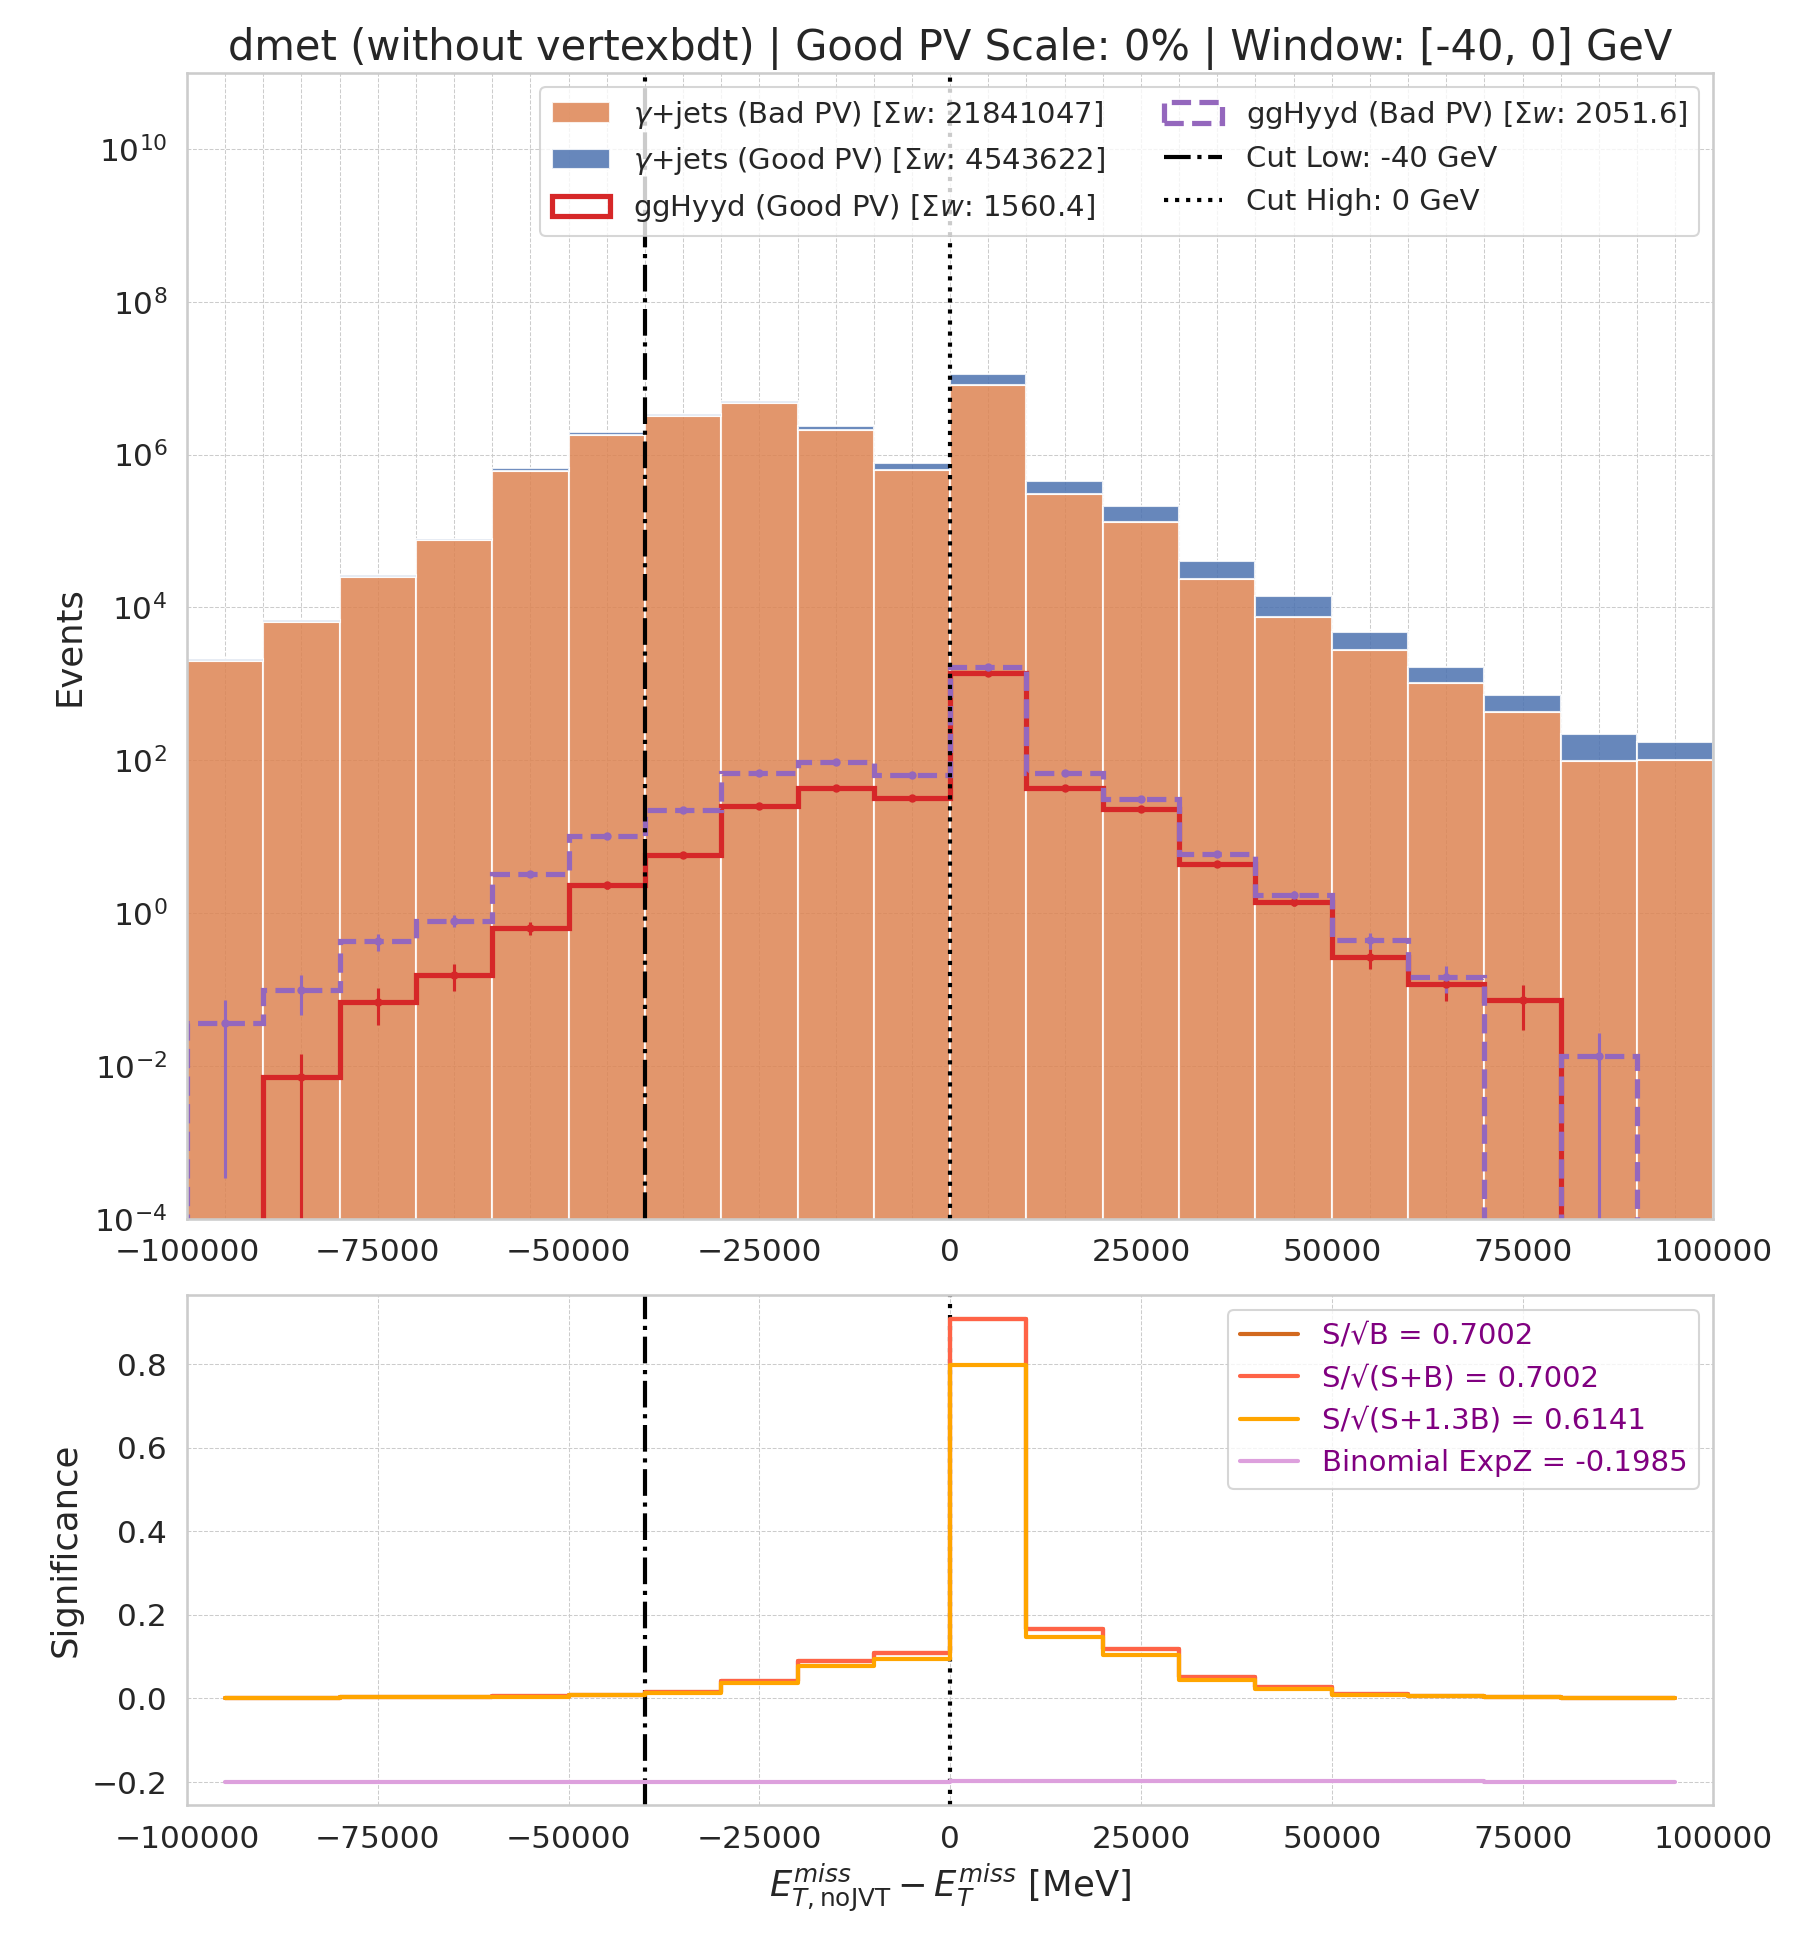 dmet (without vertexbdt) | Good PV Scale: 0% | Window: [-40, 0] GeV
γ+jets (Bad PV) [Σw: 21841047]
γ+jets (Good PV) [Σw: 4543622]
ggHyyd (Good PV) [Σw: 1560.4]
ggHyyd (Bad PV) [Σw: 2051.6]
Cut Low: -40 GeV
Cut High: 0 GeV
Events
10^10
10^8
10^6
10^4
10^2
10^0
10^−2
10^−4
−100000 −75000 −50000 −25000 0 25000 50000 75000 100000
S/√B = 0.7002
S/√(S+B) = 0.7002
S/√(S+1.3B) = 0.6141
Binomial ExpZ = -0.1985
Significance
0.8
0.6
0.4
0.2
0.0
−0.2
−100000 −75000 −50000 −25000 0 25000 50000 75000 100000
E_{T, noJVT}^{miss} − E_T^{miss} [MeV]